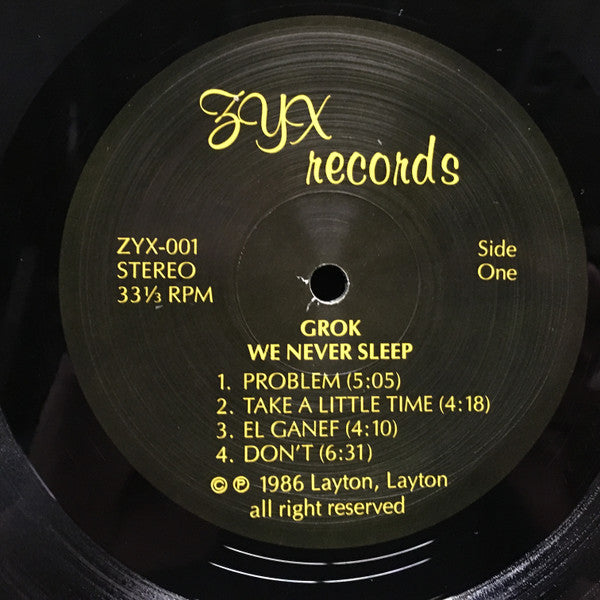 ZYX
records
ZYX-001
STEREO
33⅓ RPM
Side
One
GROK
WE NEVER SLEEP
1. PROBLEM (5:05)
2. TAKE A LITTLE TIME (4:18)
3. EL GANEF (4:10)
4. DON'T (6:31)
© ℗ 1986 Layton, Layton
all right reserved